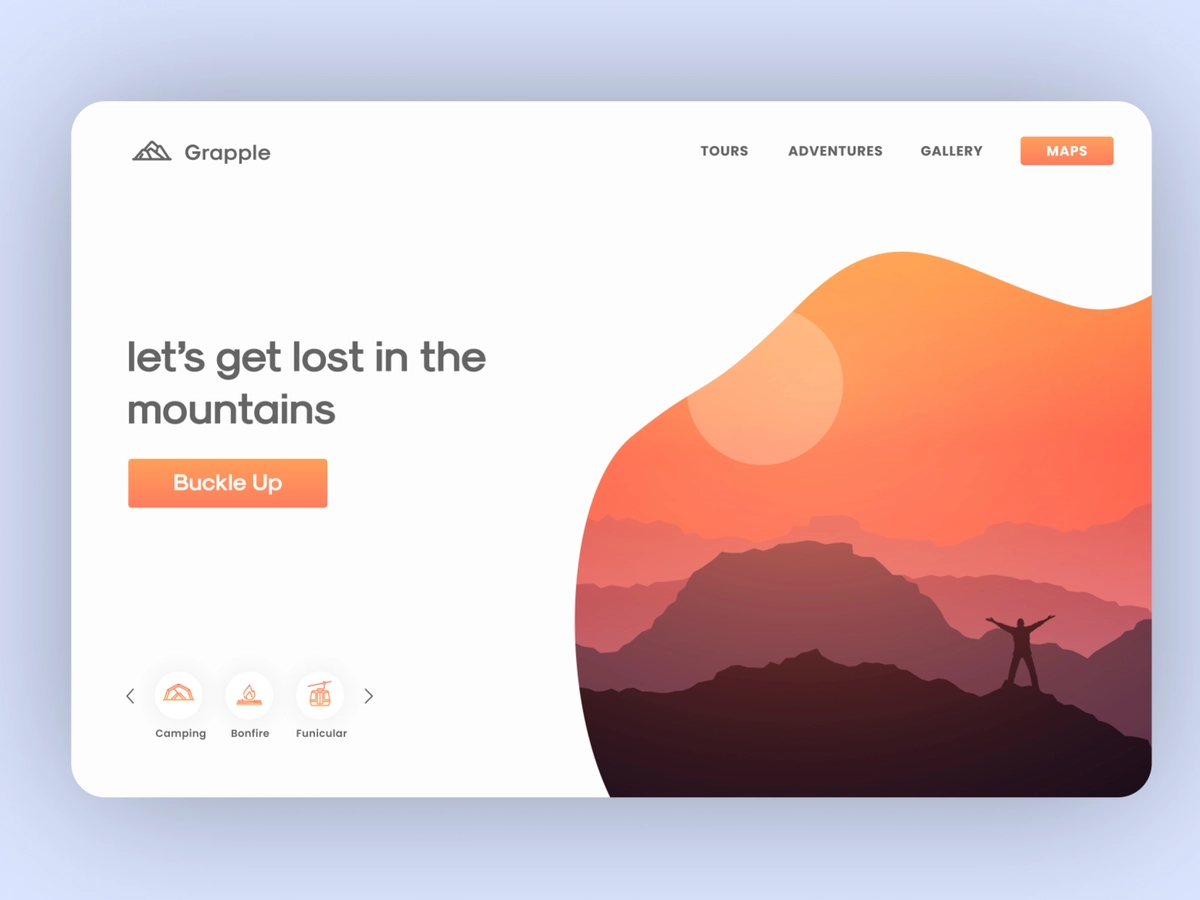 Grapple
TOURS
ADVENTURES
GALLERY
MAPS
let’s get lost in the
mountains
Buckle Up
Camping
Bonfire
Funicular